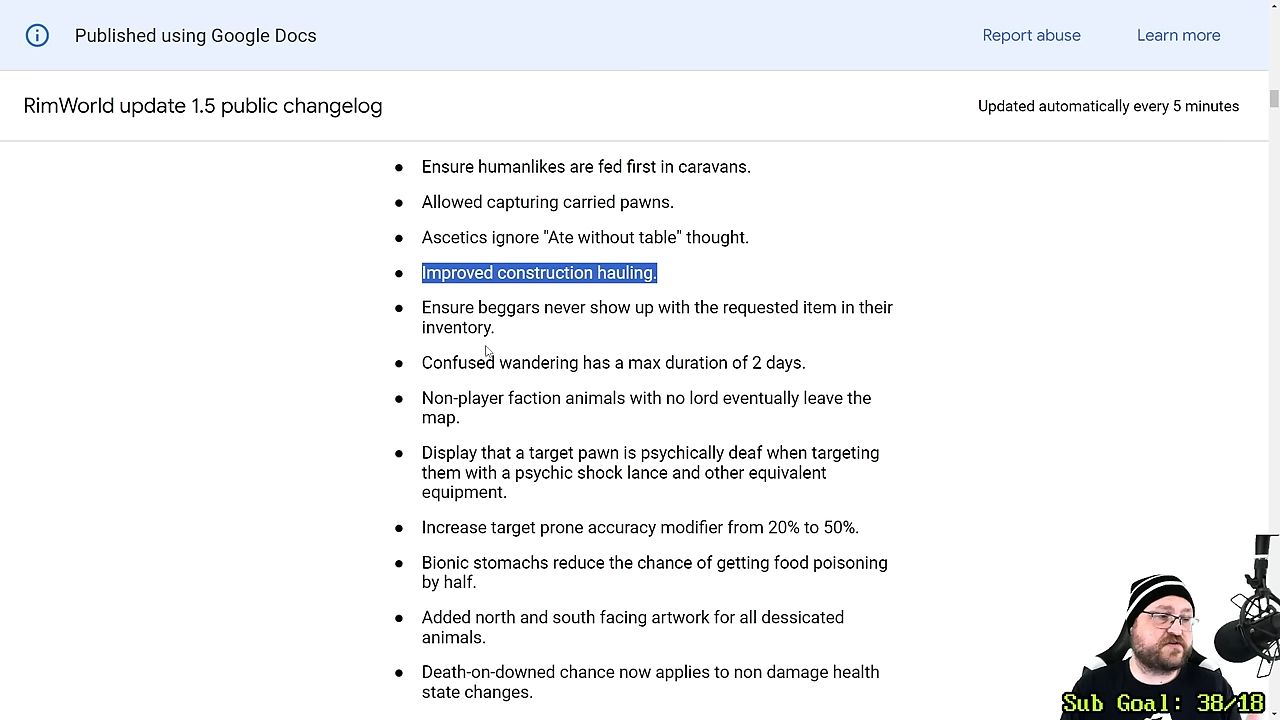 Published using Google Docs
Report abuse
Learn more
RimWorld update 1.5 public changelog
Updated automatically every 5 minutes
● Ensure humanlikes are fed first in caravans.
● Allowed capturing carried pawns.
● Ascetics ignore "Ate without table" thought.
● Improved construction hauling.
● Ensure beggars never show up with the requested item in their
inventory.
● Confused wandering has a max duration of 2 days.
● Non-player faction animals with no lord eventually leave the
map.
● Display that a target pawn is psychically deaf when targeting
them with a psychic shock lance and other equivalent
equipment.
● Increase target prone accuracy modifier from 20% to 50%.
● Bionic stomachs reduce the chance of getting food poisoning
by half.
● Added north and south facing artwork for all dessicated
animals.
● Death-on-downed chance now applies to non damage health
state changes.
Sub Goal: 38/18